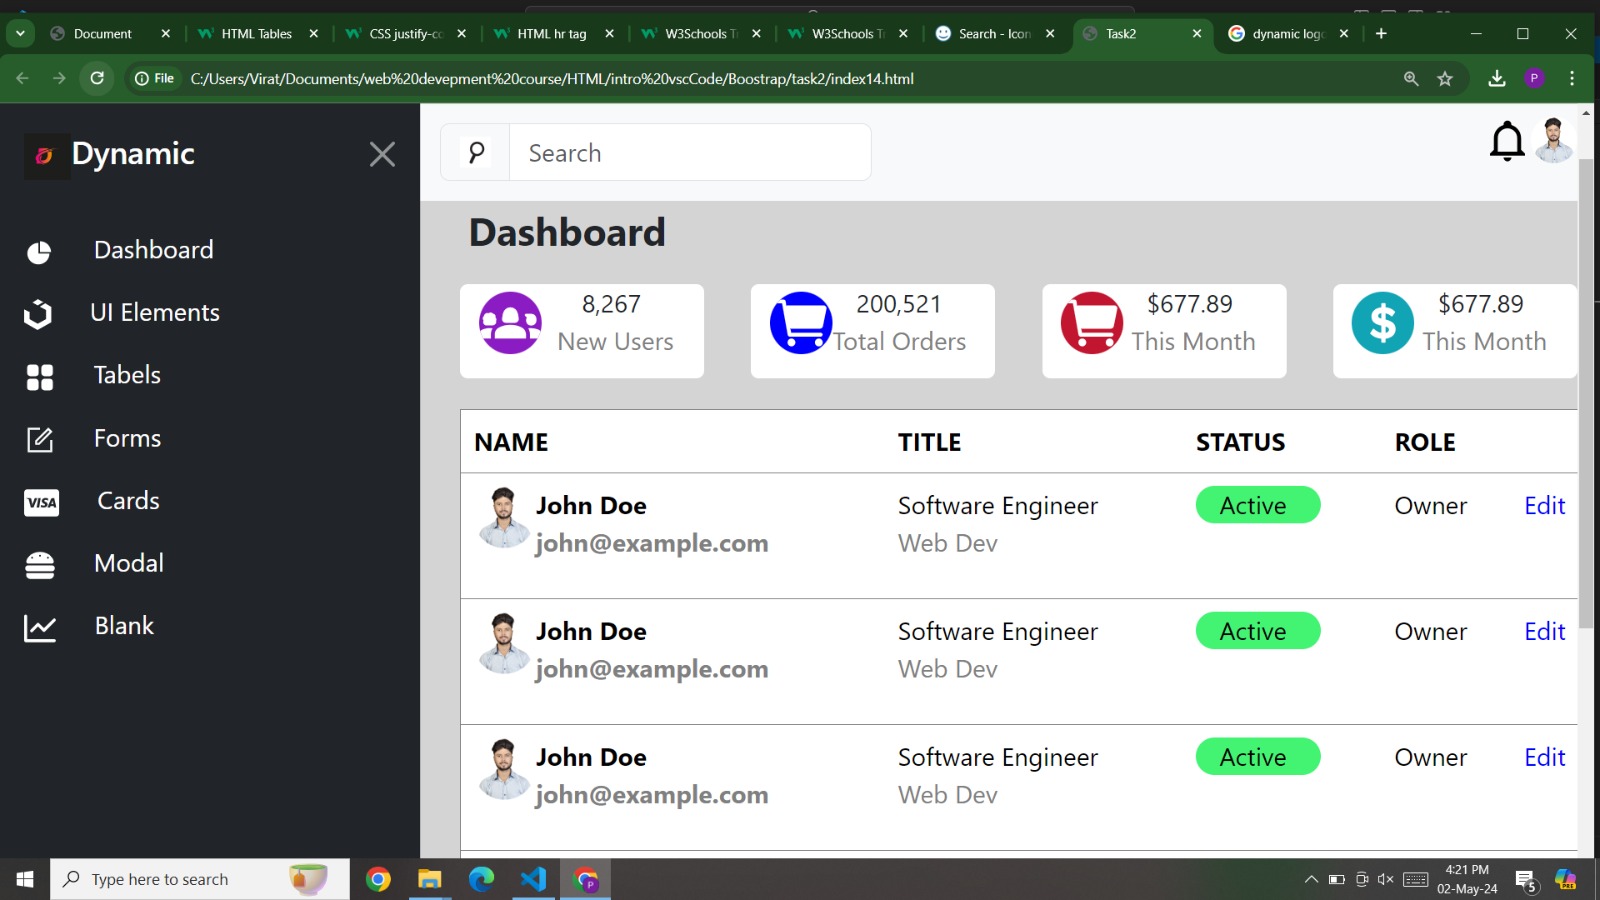 Document
HTML Tables
CSS justify-co
HTML hr tag
W3Schools T
W3Schools T
Search - Icon
Task2
dynamic logo
File
C:/Users/Virat/Documents/web%20devepment%20course/HTML/intro%20vscCode/Boostrap/task2/index14.html
P
Dynamic
Search
Dashboard
UI Elements
Tabels
Forms
VISA Cards
Modal
Blank
Dashboard
8,267
New Users
200,521
Total Orders
$677.89
This Month
$ $677.89
This Month
NAME TITLE STATUS ROLE
John Doe Software Engineer Active Owner Edit
john@example.com Web Dev
John Doe Software Engineer Active Owner Edit
john@example.com Web Dev
John Doe Software Engineer Active Owner Edit
john@example.com Web Dev
Type here to search
P
4:21 PM
02-May-24
5
PRE